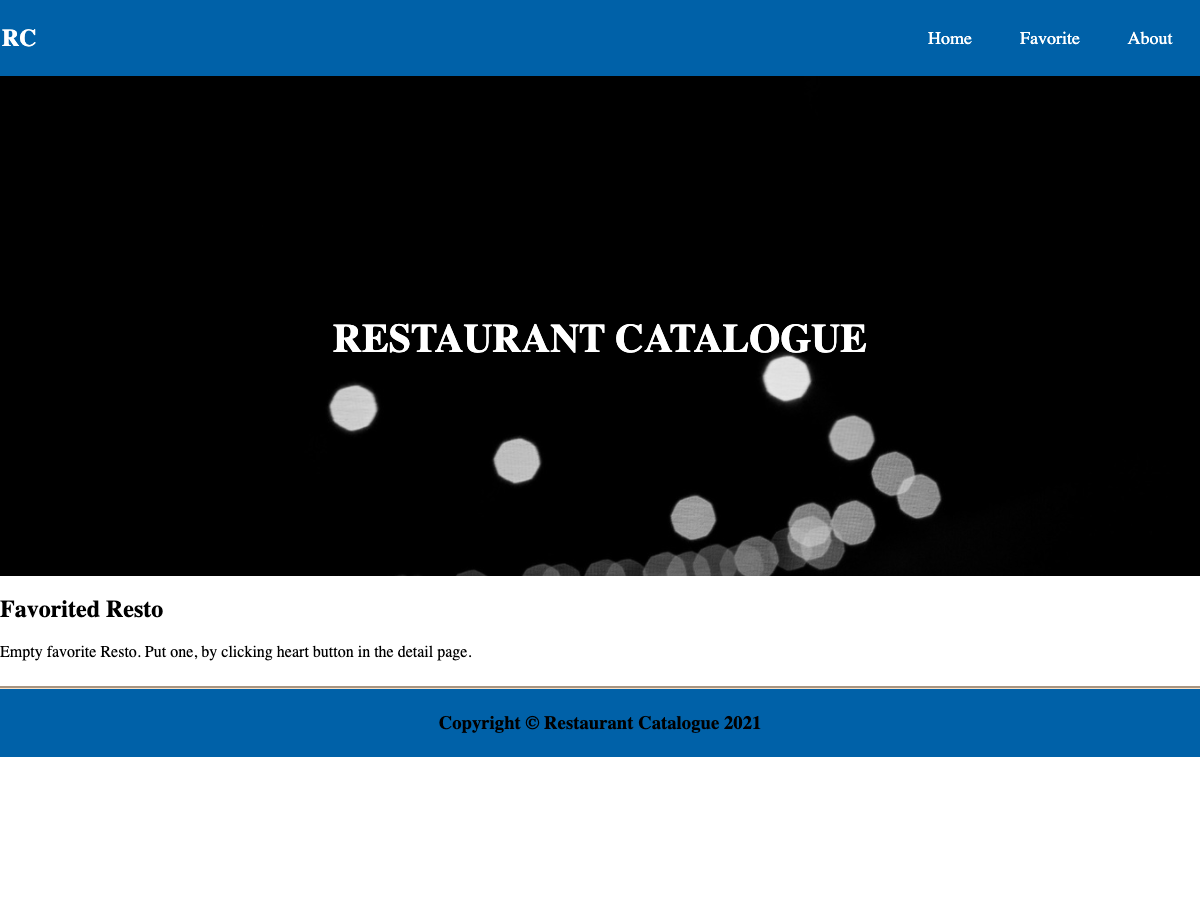 RC
Home Favorite About
RESTAURANT CATALOGUE
Favorited Resto
Empty favorite Resto. Put one, by clicking heart button in the detail page.
Copyright © Restaurant Catalogue 2021